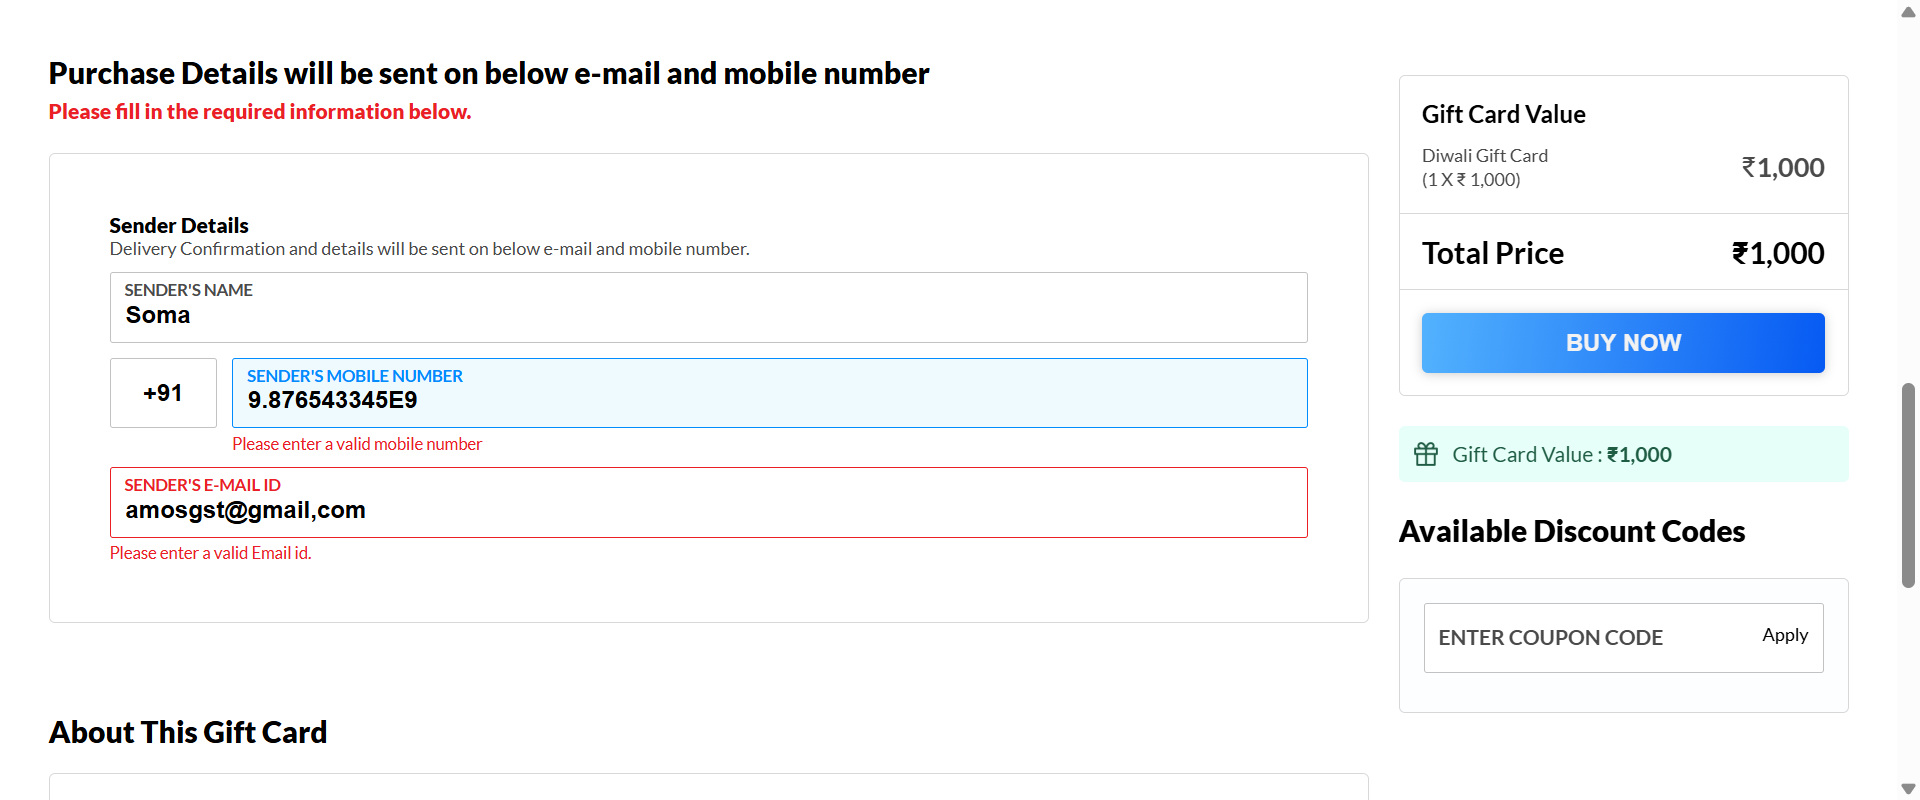 Purchase Details will be sent on below e-mail and mobile number
Please fill in the required information below.
Sender Details
Delivery Confirmation and details will be sent on below e-mail and mobile number.
SENDER'S NAME
Soma
+91
SENDER'S MOBILE NUMBER
9.876543345E9
Please enter a valid mobile number
SENDER'S E-MAIL ID
amosgst@gmail,com
Please enter a valid Email id.
About This Gift Card
Gift Card Value
Diwali Gift Card
(1 X ₹ 1,000)
₹1,000
Total Price
₹1,000
BUY NOW
Gift Card Value : ₹1,000
Available Discount Codes
ENTER COUPON CODE
Apply